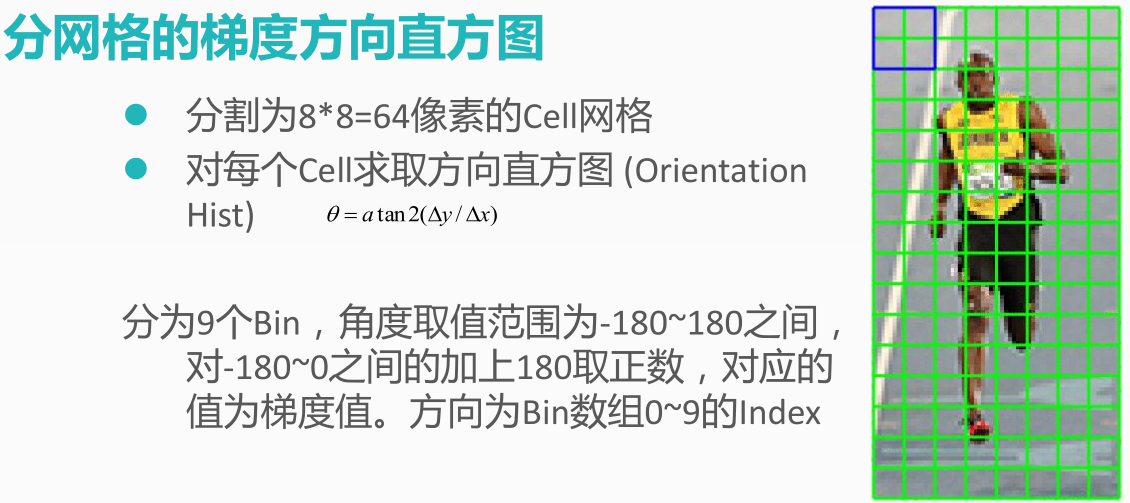 分网格的梯度方向直方图
● 分割为8*8=64像素的Cell网格
● 对每个Cell求取方向直方图 (Orientation
Hist) θ = a tan 2(Δy / Δx)
分为9个Bin，角度取值范围为-180~180之间，
对-180~0之间的加上180取正数，对应的
值为梯度值。方向为Bin数组0~9的Index